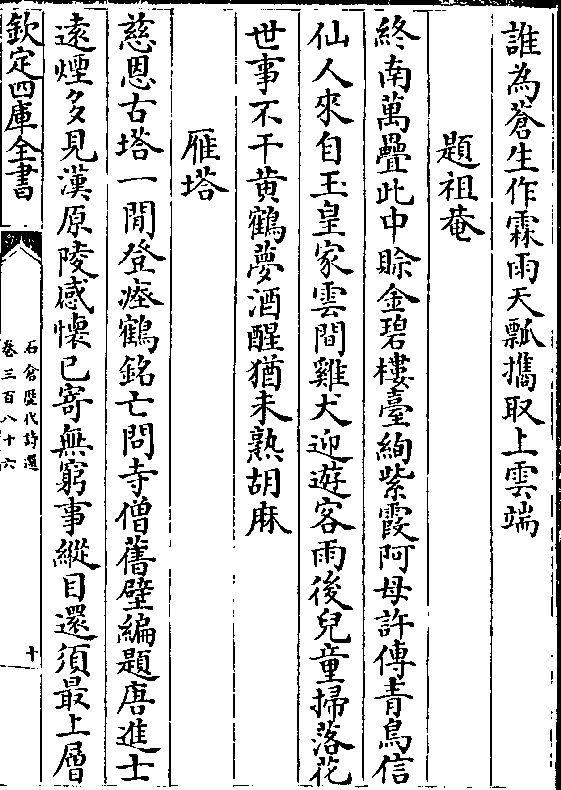 誰為蒼生作霖雨天瓢攜取上雲端
題祖菴
終南萬疊此中賒金碧樓臺絢紫霞阿母許傳青鳥信
仙人來自玉皇家雲間雞犬迎遊客雨後兒童掃落花
世事不干黄鶴夢酒醒猶未熟胡麻
雁塔
慈恩古塔一閒登瘞鶴銘亡問寺僧舊壁編題唐進士
遠煙多見漢原陵感懷已寄無窮事縱目還須最上層
欽定四庫全書
石倉歴代詩選
卷三百八十六
十